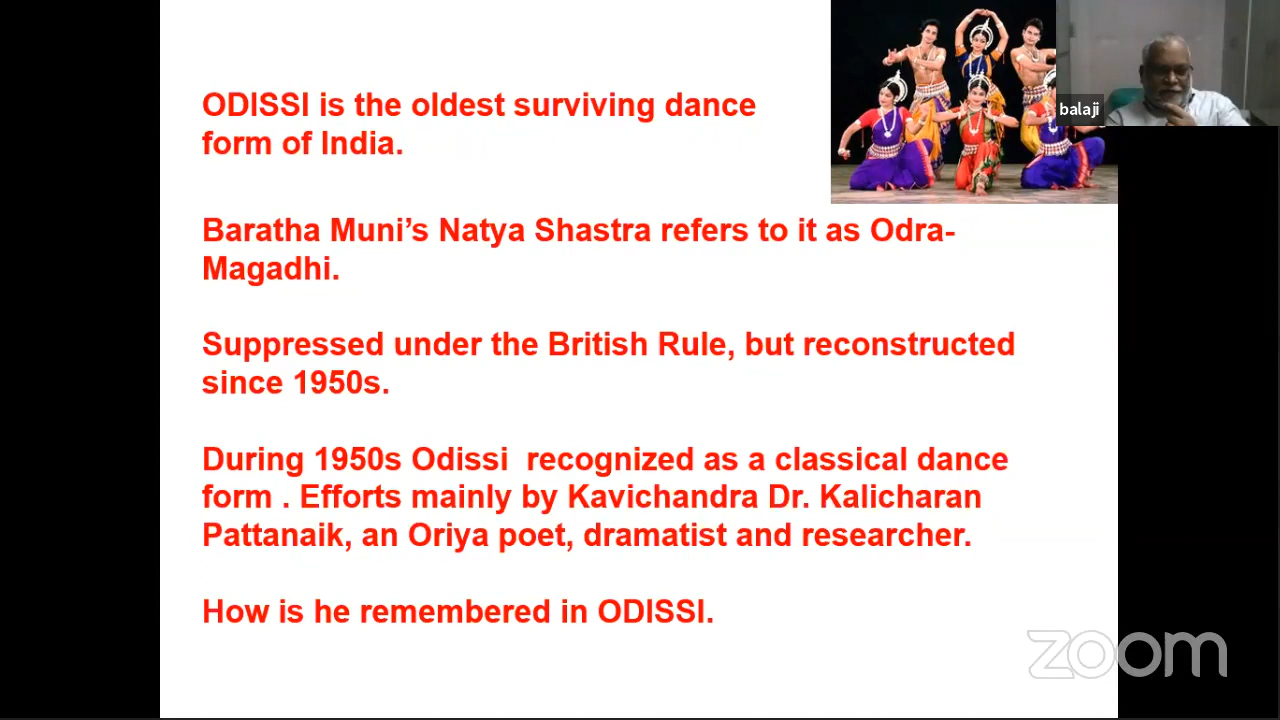 ODISSI is the oldest surviving dance
form of India.
balaji
Baratha Muni’s Natya Shastra refers to it as Odra-
Magadhi.
Suppressed under the British Rule, but reconstructed
since 1950s.
During 1950s Odissi  recognized as a classical dance
form . Efforts mainly by Kavichandra Dr. Kalicharan
Pattanaik, an Oriya poet, dramatist and researcher.
How is he remembered in ODISSI.
zoom